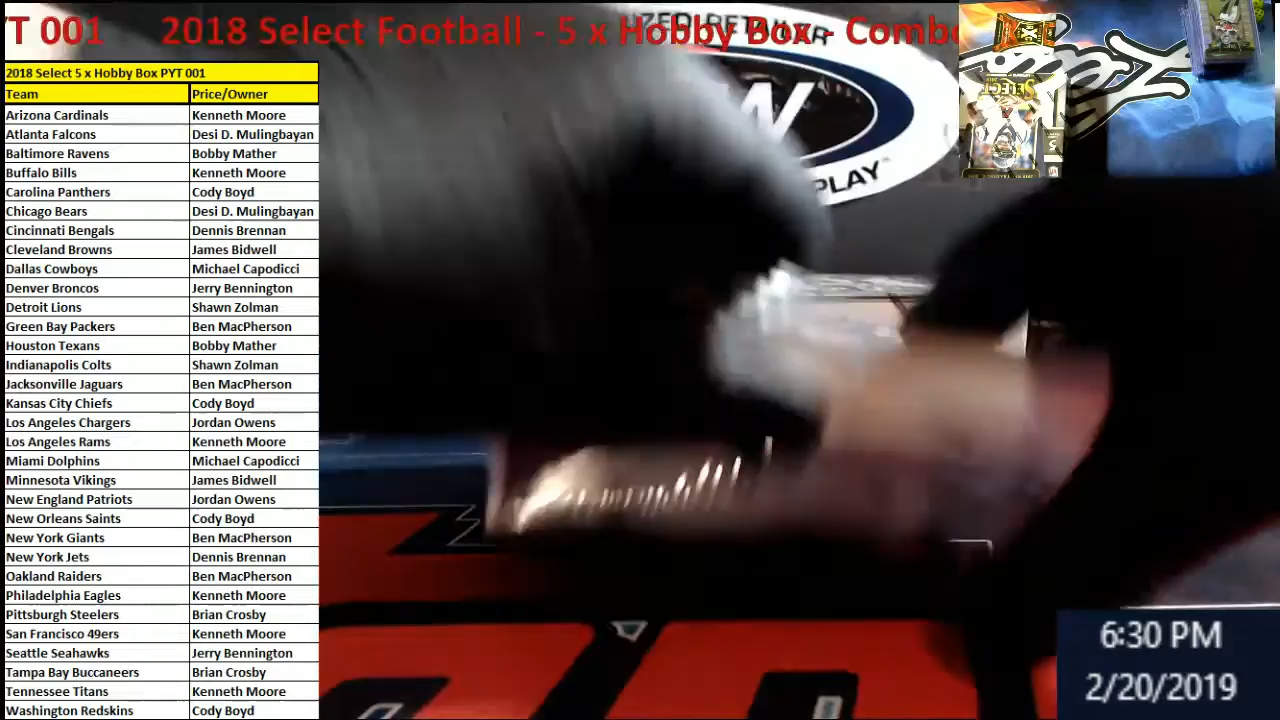 T 001 2018 Select Football - 5 x Hobby Box - Combo
2018 Select 5 x Hobby Box PYT 001
Team Price/Owner
Arizona Cardinals Kenneth Moore
Atlanta Falcons Desi D. Mulingbayan
Baltimore Ravens Bobby Mather
Buffalo Bills Kenneth Moore
Carolina Panthers Cody Boyd
Chicago Bears Desi D. Mulingbayan
Cincinnati Bengals Dennis Brennan
Cleveland Browns James Bidwell
Dallas Cowboys Michael Capodicci
Denver Broncos Jerry Bennington
Detroit Lions Shawn Zolman
Green Bay Packers Ben MacPherson
Houston Texans Bobby Mather
Indianapolis Colts Shawn Zolman
Jacksonville Jaguars Ben MacPherson
Kansas City Chiefs Cody Boyd
Los Angeles Chargers Jordan Owens
Los Angeles Rams Kenneth Moore
Miami Dolphins Michael Capodicci
Minnesota Vikings James Bidwell
New England Patriots Jordan Owens
New Orleans Saints Cody Boyd
New York Giants Ben MacPherson
New York Jets Dennis Brennan
Oakland Raiders Ben MacPherson
Philadelphia Eagles Kenneth Moore
Pittsburgh Steelers Brian Crosby
San Francisco 49ers Kenneth Moore
Seattle Seahawks Jerry Bennington
Tampa Bay Buccaneers Brian Crosby
Tennessee Titans Kenneth Moore
Washington Redskins Cody Boyd
PLAY
SELECT
6:30 PM
2/20/2019